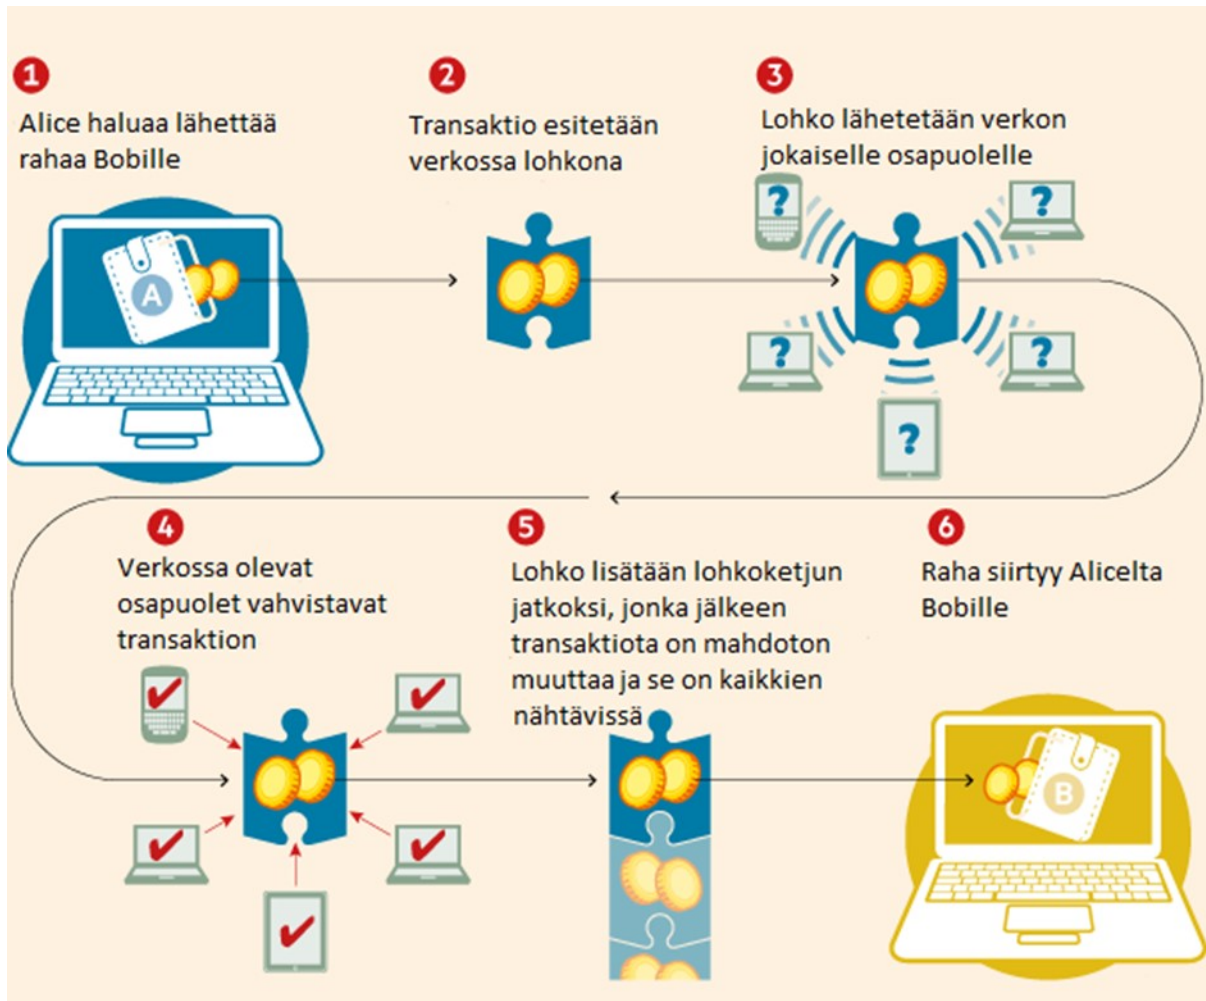 1
Alice haluaa lähettää
rahaa Bobille
2
Transaktio esitetään
verkossa lohkona
3
Lohko lähetetään verkon
jokaiselle osapuolelle
A
?
?
?
?
?
4
Verkossa olevat
osapuolet vahvistavat
transaktion
5
Lohko lisätään lohkoketjun
jatkoksi, jonka jälkeen
transaktiota on mahdoton
muuttaa ja se on kaikkien
nähtävissä
6
Raha siirtyy Alicelta
Bobille
B